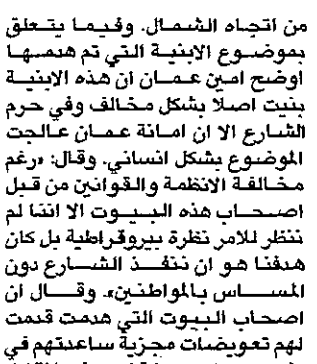 من اتجاه الشمال. وفيما يتعلق
بموضوع الابنية التي تم هدمها
اوضح امين عمان ان هذه الابنية
بنيت اصلا بشكل مخالف وفي حرم
الشارع الا ان امانة عمان عالجت
الموضوع بشكل انساني. وقال: «رغم
مخالفة الانظمة والقوانين من قبل
اصحاب هذه البيوت الا اننا لم
ننظر للامر نظرة بيروقراطية بل كان
هدفنا هو ان ننفذ الشارع دون
المساس بالمواطنين». وقال ان
اصحاب البيوت التي هدمت قدمت
لهم تعويضات مجزية ساعدتهم في